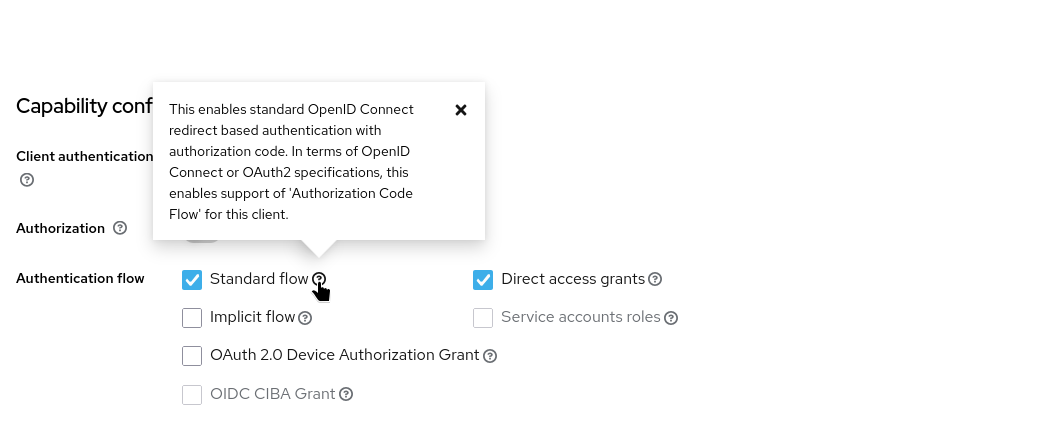 Capability conf
This enables standard OpenID Connect
redirect based authentication with
authorization code. In terms of OpenID
Connect or OAuth2 specifications, this
enables support of 'Authorization Code
Flow' for this client.
Client authentication
Authorization
Authentication flow
Standard flow
Direct access grants
Implicit flow
Service accounts roles
OAuth 2.0 Device Authorization Grant
OIDC CIBA Grant